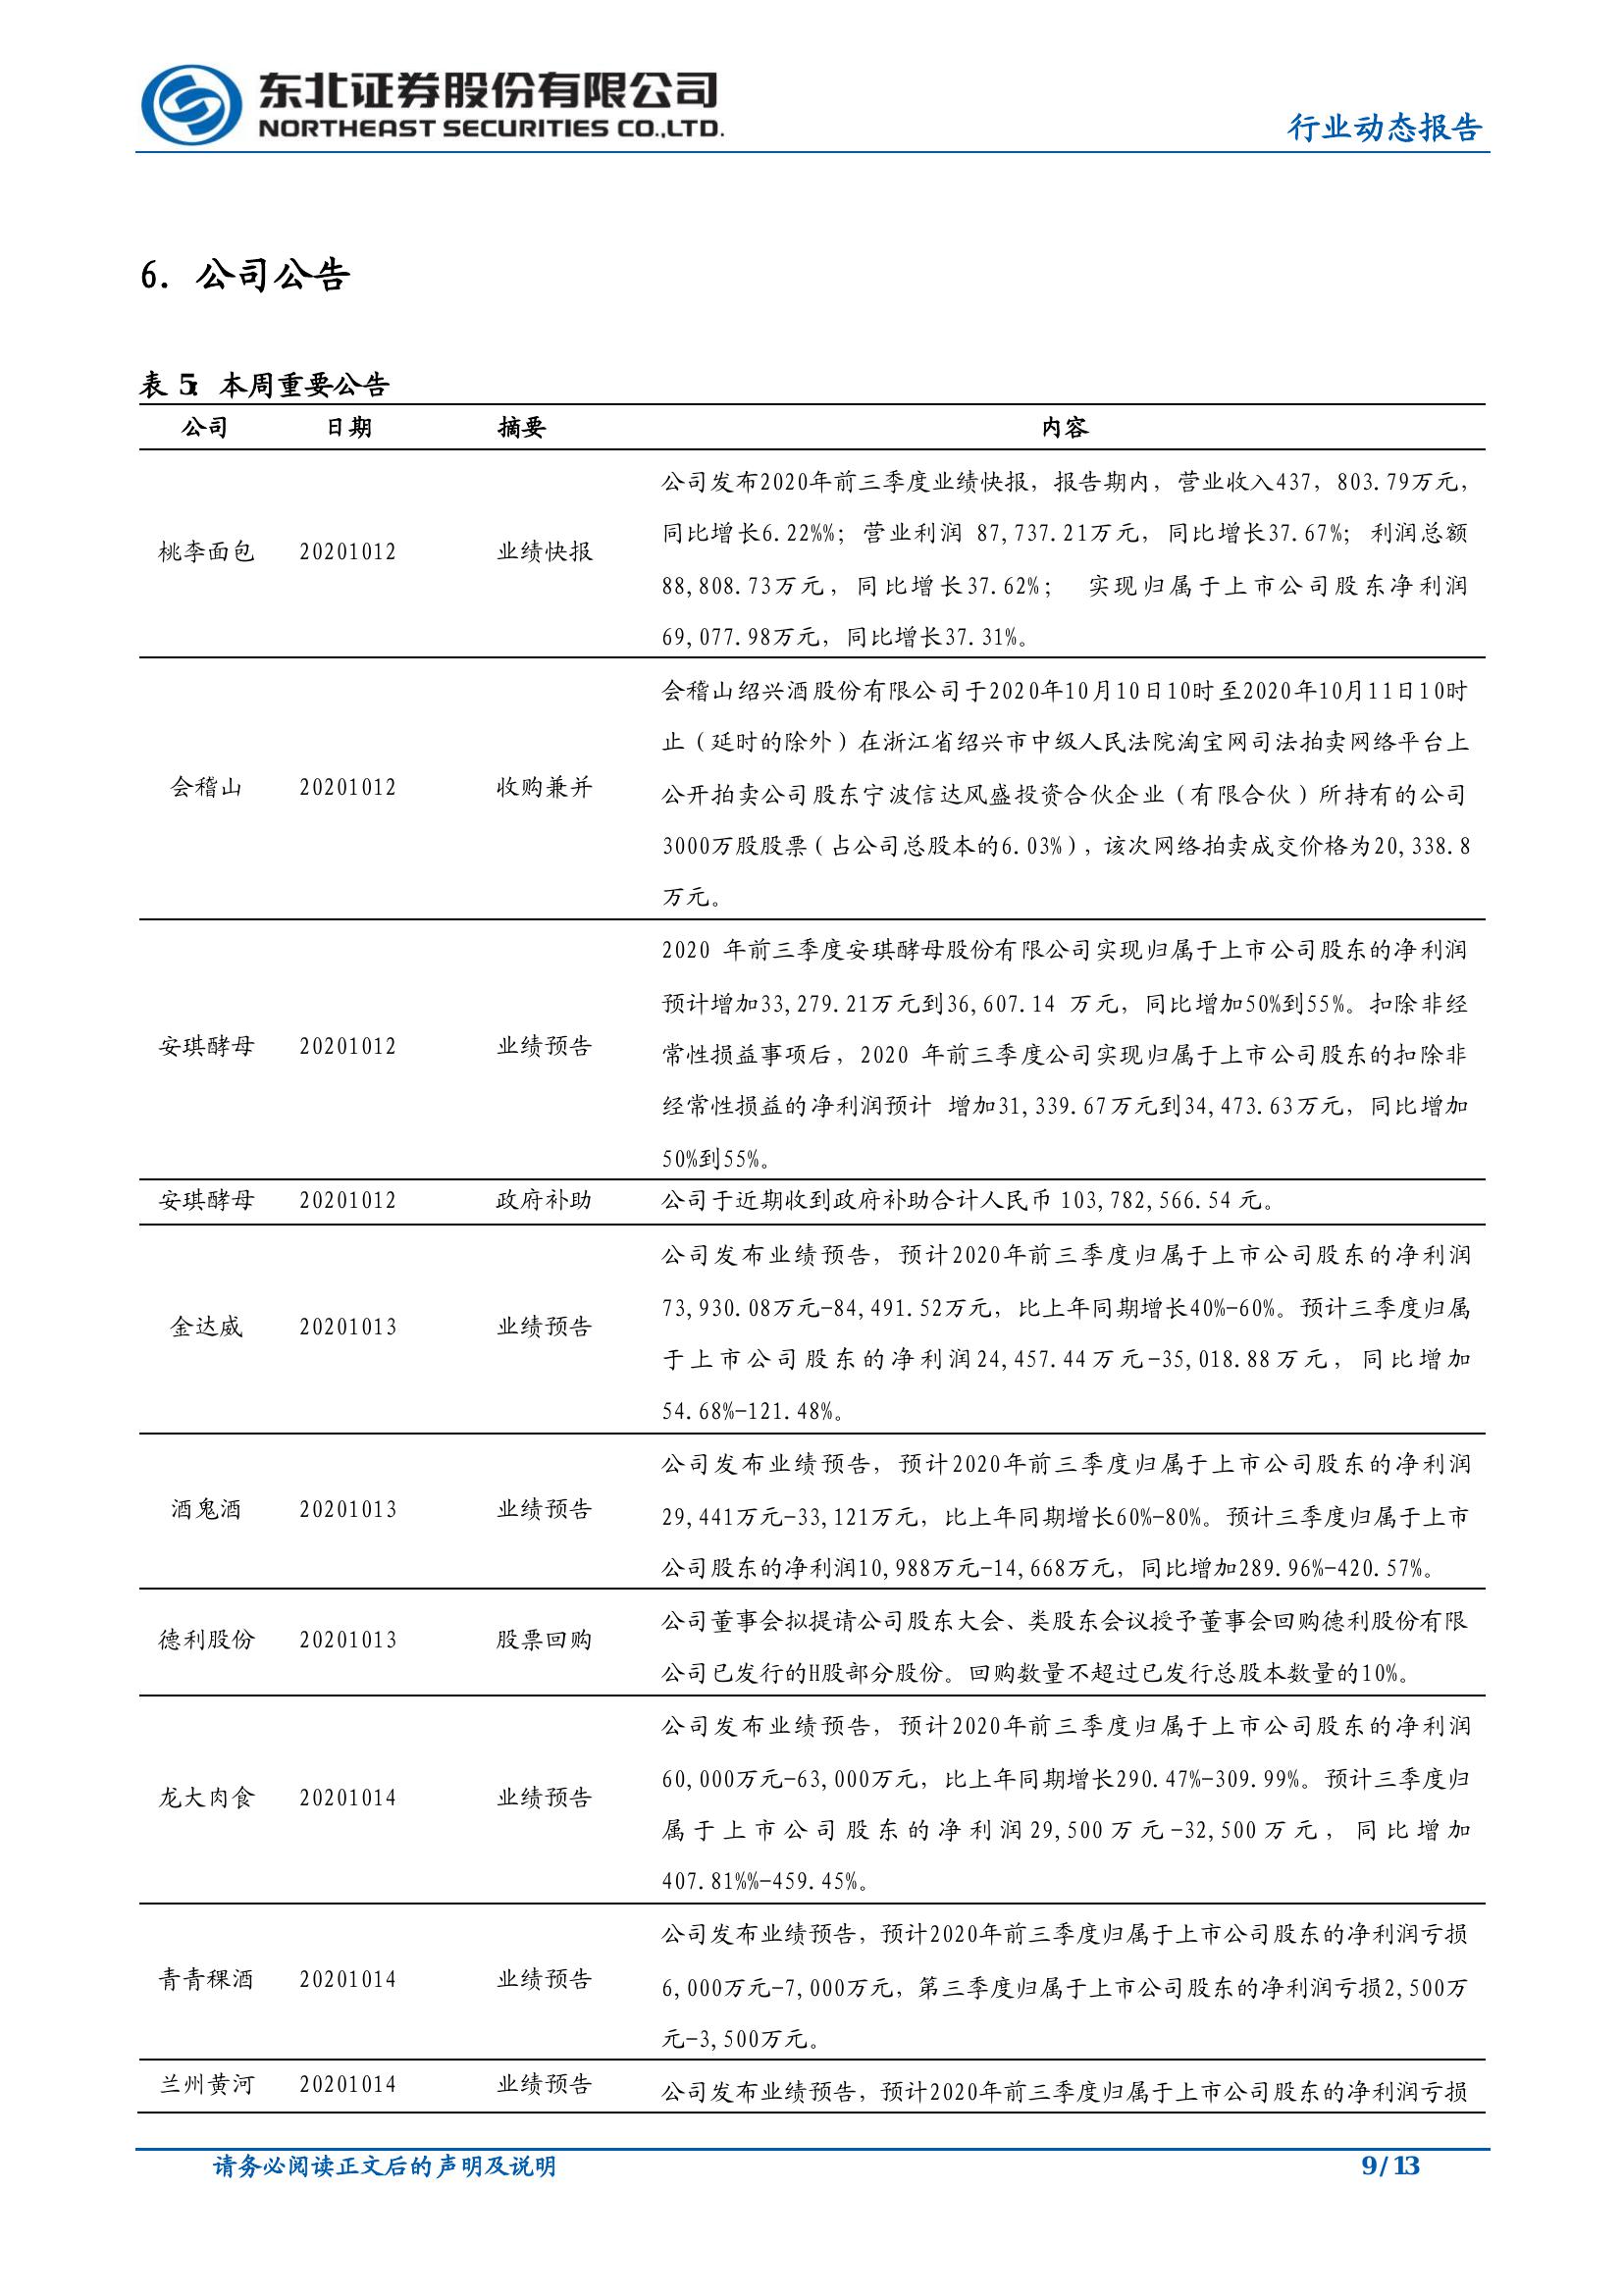 东北证券股份有限公司
NORTHEAST SECURITIES CO.,LTD.
行业动态报告
6. 公司公告
表 5: 本周重要公告
公司 日期 摘要 内容
公司发布2020年前三季度业绩快报，报告期内，营业收入437，803.79万元，
同比增长6.22%%；营业利润 87,737.21万元，同比增长37.67%；利润总额
桃李面包 20201012 业绩快报
88,808.73万元，同比增长37.62%； 实现归属于上市公司股东净利润
69,077.98万元，同比增长37.31%。
会稽山绍兴酒股份有限公司于2020年10月10日10时至2020年10月11日10时
止（延时的除外）在浙江省绍兴市中级人民法院淘宝网司法拍卖网络平台上
会稽山 20201012 收购兼并 公开拍卖公司股东宁波信达风盛投资合伙企业（有限合伙）所持有的公司
3000万股股票（占公司总股本的6.03%），该次网络拍卖成交价格为20,338.8
万元。
2020 年前三季度安琪酵母股份有限公司实现归属于上市公司股东的净利润
预计增加33,279.21万元到36,607.14 万元，同比增加50%到55%。扣除非经
安琪酵母 20201012 业绩预告 常性损益事项后，2020 年前三季度公司实现归属于上市公司股东的扣除非
经常性损益的净利润预计 增加31,339.67万元到34,473.63万元，同比增加
50%到55%。
安琪酵母 20201012 政府补助 公司于近期收到政府补助合计人民币 103,782,566.54 元。
公司发布业绩预告，预计2020年前三季度归属于上市公司股东的净利润
73,930.08万元-84,491.52万元，比上年同期增长40%-60%。预计三季度归属
金达威 20201013 业绩预告
于上市公司股东的净利润24,457.44万元-35,018.88万元，同比增加
54.68%-121.48%。
公司发布业绩预告，预计2020年前三季度归属于上市公司股东的净利润
酒鬼酒 20201013 业绩预告 29,441万元-33,121万元，比上年同期增长60%-80%。预计三季度归属于上市
公司股东的净利润10,988万元-14,668万元，同比增加289.96%-420.57%。
公司董事会拟提请公司股东大会、类股东会议授予董事会回购德利股份有限
德利股份 20201013 股票回购
公司已发行的H股部分股份。回购数量不超过已发行总股本数量的10%。
公司发布业绩预告，预计2020年前三季度归属于上市公司股东的净利润
60,000万元-63,000万元，比上年同期增长290.47%-309.99%。预计三季度归
龙大肉食 20201014 业绩预告
属于上市公司股东的净利润29,500万元-32,500万元，同比增加
407.81%%-459.45%。
公司发布业绩预告，预计2020年前三季度归属于上市公司股东的净利润亏损
青青稞酒 20201014 业绩预告 6,000万元-7,000万元，第三季度归属于上市公司股东的净利润亏损2,500万
元-3,500万元。
兰州黄河 20201014 业绩预告 公司发布业绩预告，预计2020年前三季度归属于上市公司股东的净利润亏损
请务必阅读正文后的声明及说明 9/13